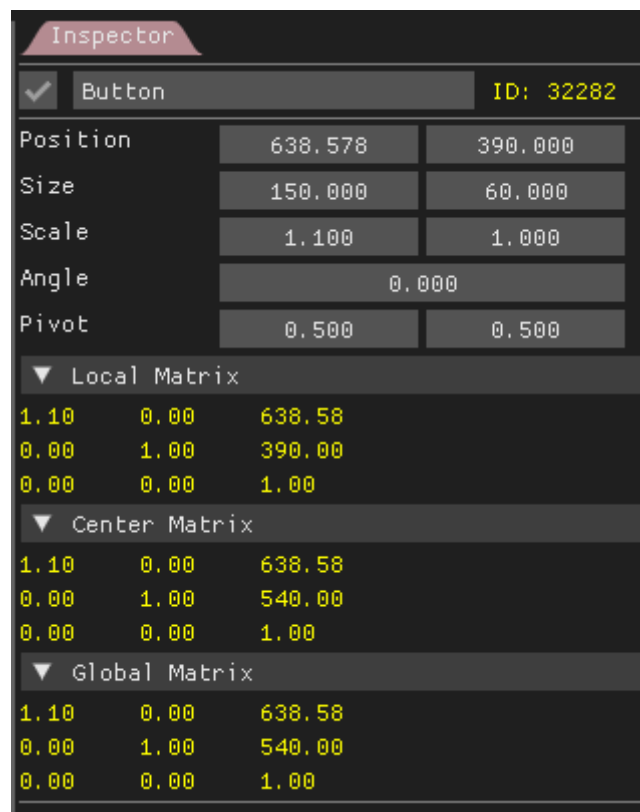 Inspector
Button ID: 32282
Position 638.578 390.000
Size 150.000 60.000
Scale 1.100 1.000
Angle 0.000
Pivot 0.500 0.500
▼ Local Matrix
1.10 0.00 638.58
0.00 1.00 390.00
0.00 0.00 1.00
▼ Center Matrix
1.10 0.00 638.58
0.00 1.00 540.00
0.00 0.00 1.00
▼ Global Matrix
1.10 0.00 638.58
0.00 1.00 540.00
0.00 0.00 1.00